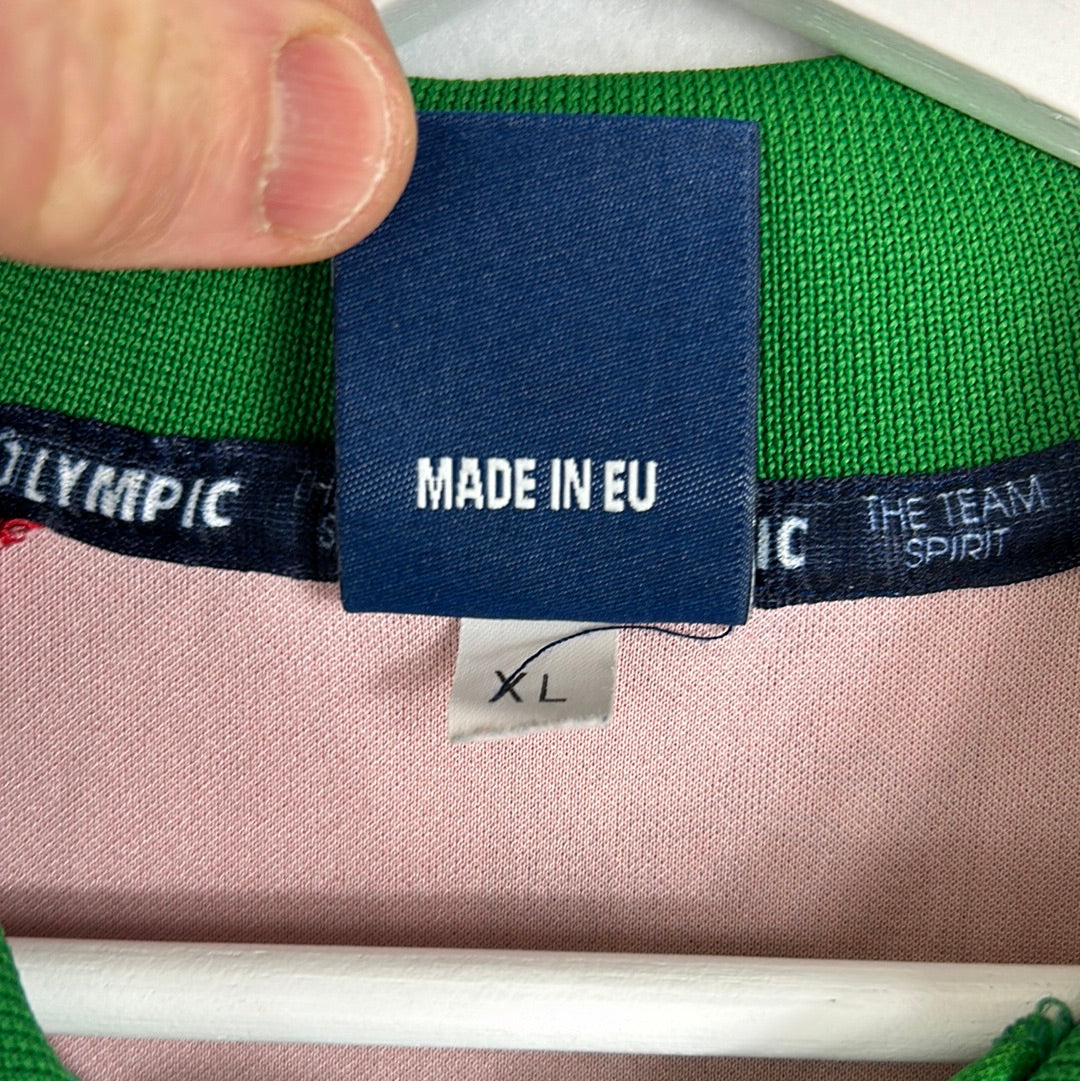 MADE IN EU
OLYMPIC
IC
THE TEAM
SPIRIT
XL